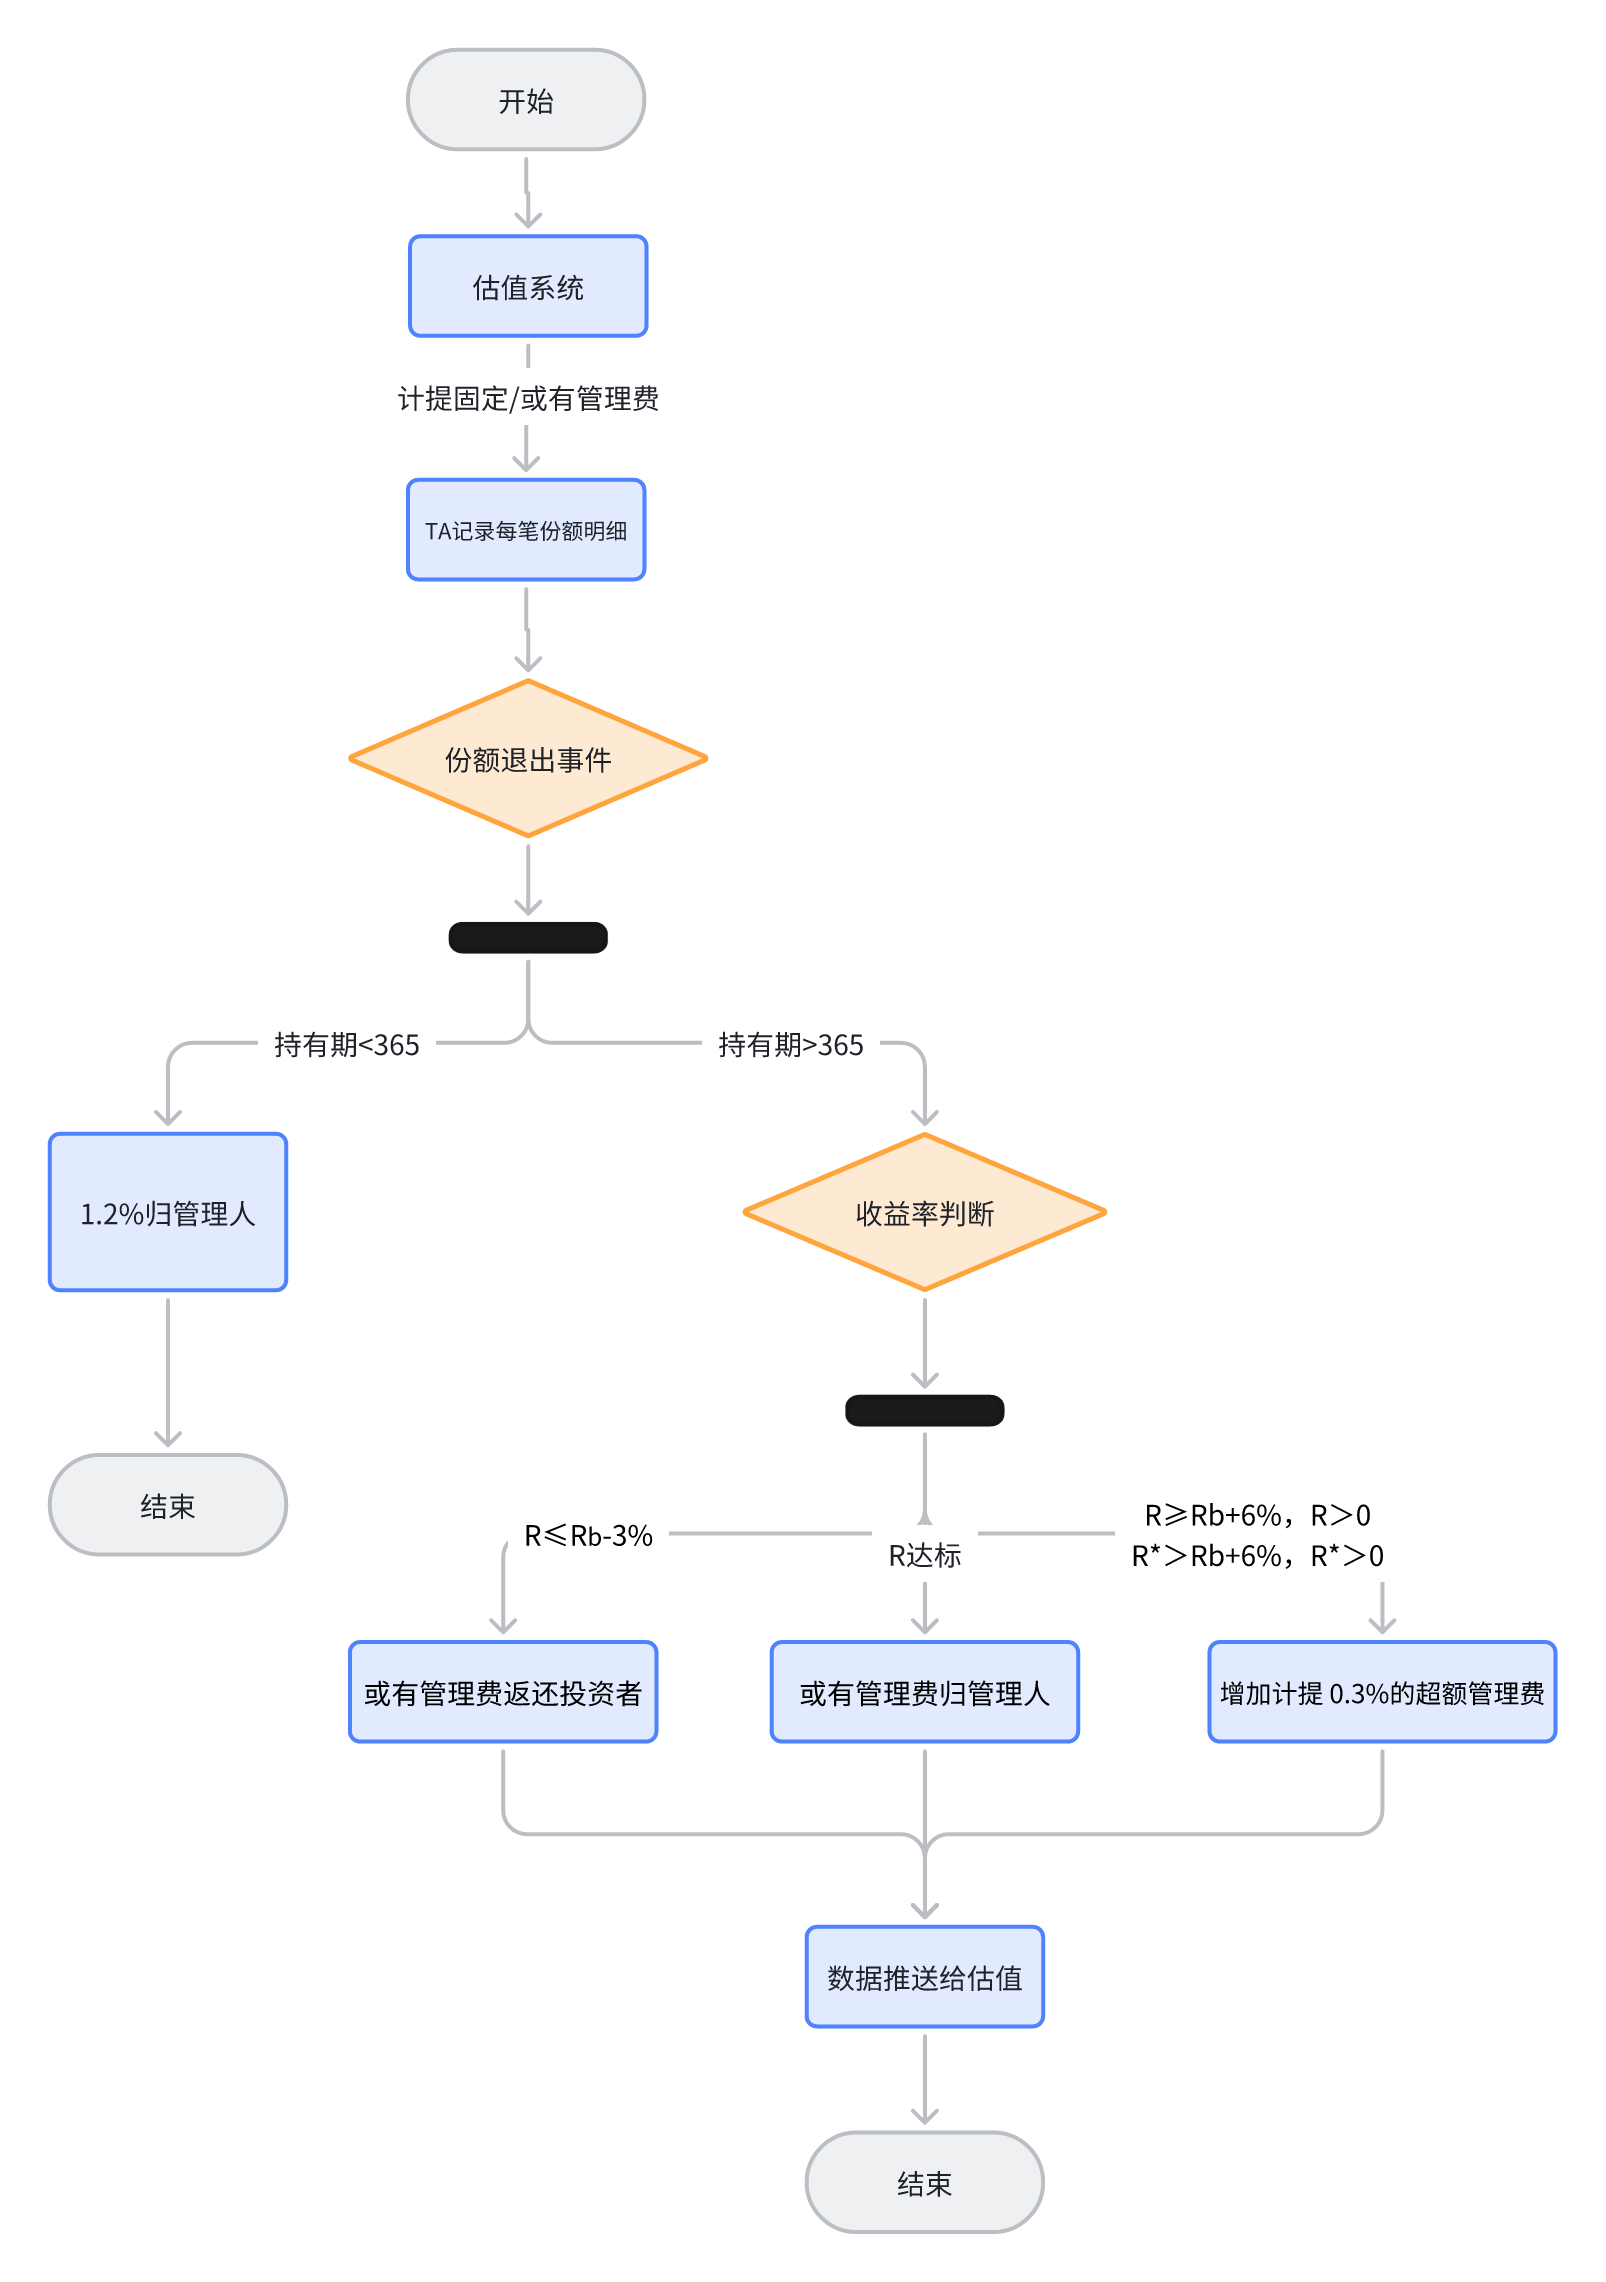 开始
估值系统
计提固定/或有管理费
TA记录每笔份额明细
份额退出事件
持有期<365
持有期>365
1.2%归管理人
收益率判断
结束
R≤Rb-3%
R达标
R≥Rb+6%，R＞0
R*＞Rb+6%，R*＞0
或有管理费返还投资者
或有管理费归管理人
增加计提 0.3%的超额管理费
数据推送给估值
结束